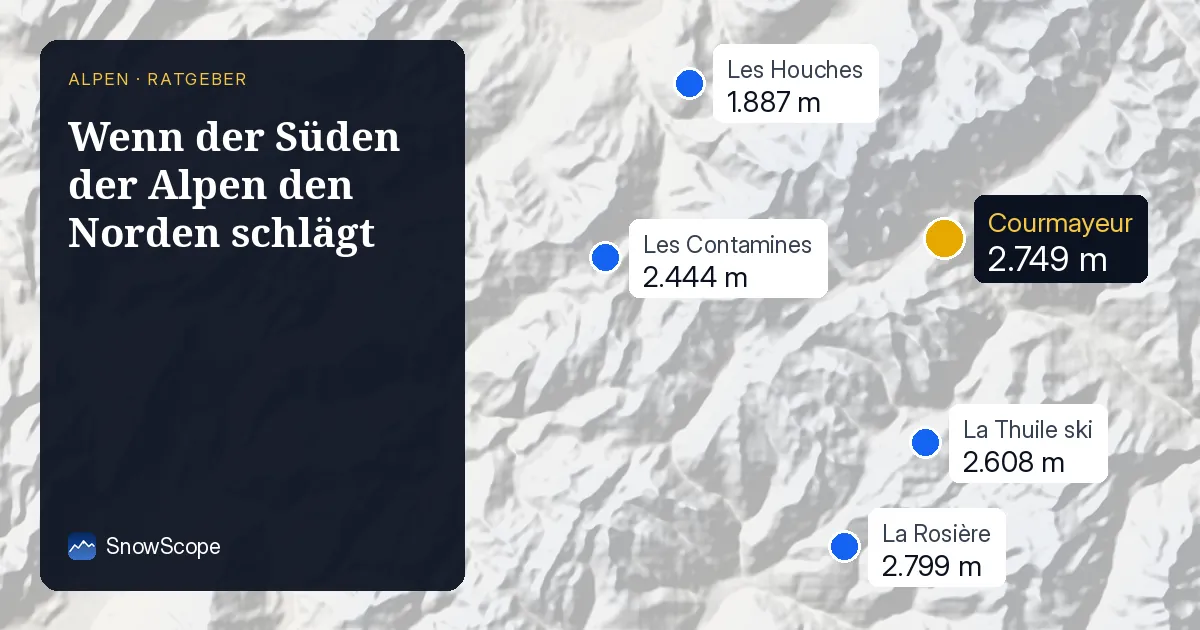 ALPEN · RATGEBER
Wenn der Süden
der Alpen den
Norden schlägt
SnowScope
Les Houches
1.887 m
Les Contamines
2.444 m
Courmayeur
2.749 m
La Thuile ski
2.608 m
La Rosière
2.799 m